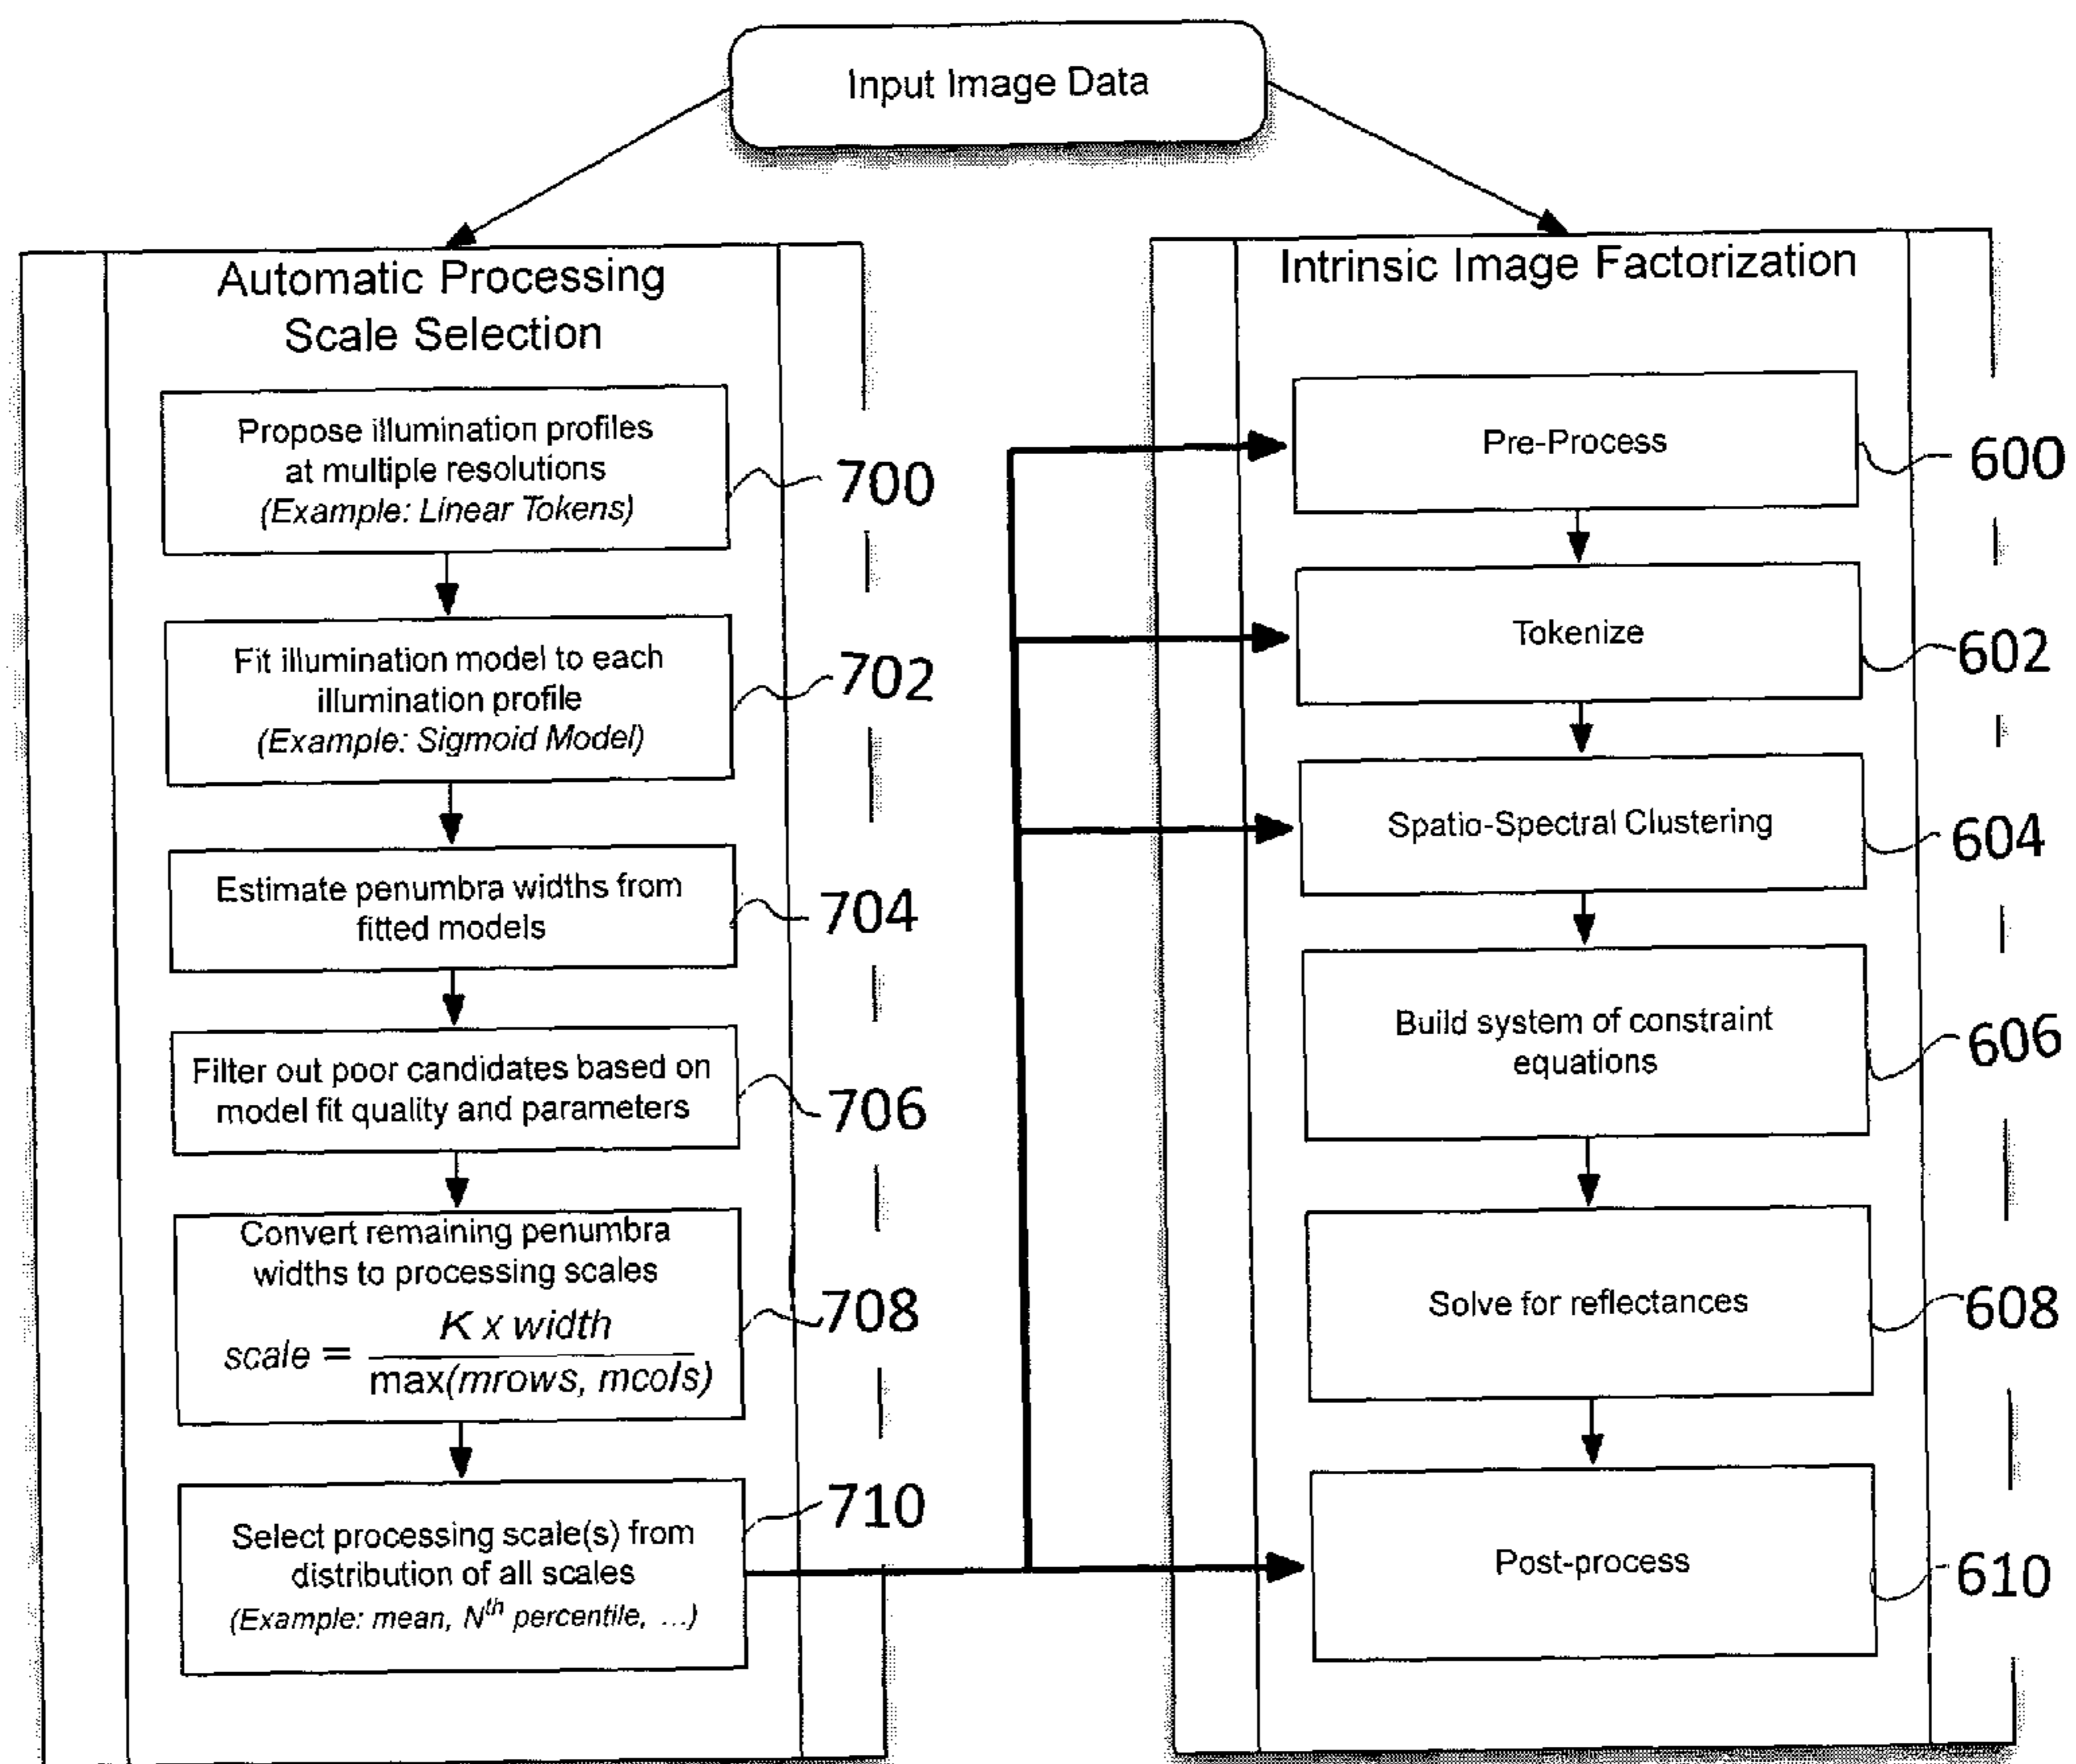 Input Image Data
Automatic Processing
Scale Selection
Propose illumination profiles
at multiple resolutions
(Example: Linear Tokens)
700
Fit illumination model to each
illumination profile
(Example: Sigmoid Model)
702
Estimate penumbra widths from
fitted models
704
Filter out poor candidates based on
model fit quality and parameters
706
Convert remaining penumbra
widths to processing scales
scale = K x width / max(mrows, mcols)
708
Select processing scale(s) from
distribution of all scales
(Example: mean, Nth percentile, ...)
710
Intrinsic Image Factorization
Pre-Process
600
Tokenize
602
Spatio-Spectral Clustering
604
Build system of constraint
equations
606
Solve for reflectances
608
Post-process
610